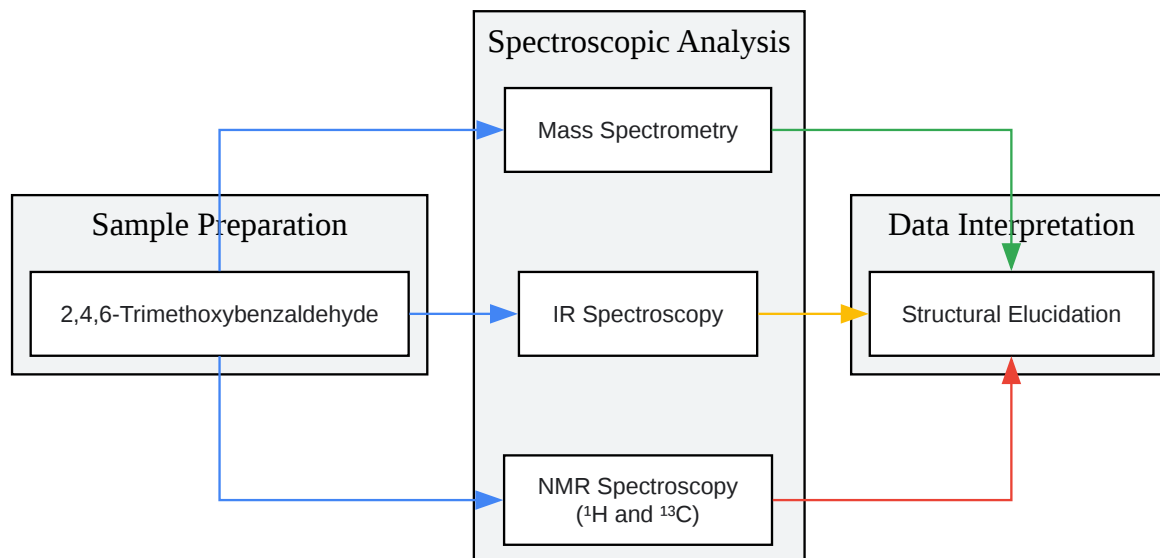 Spectroscopic Analysis
Mass Spectrometry
Sample Preparation
2,4,6-Trimethoxybenzaldehyde
IR Spectroscopy
NMR Spectroscopy
(¹H and ¹³C)
Data Interpretation
Structural Elucidation